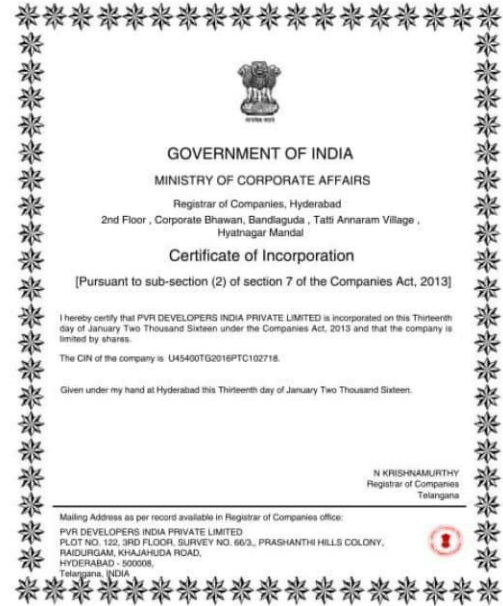 GOVERNMENT OF INDIA
MINISTRY OF CORPORATE AFFAIRS
Registrar of Companies, Hyderabad
2nd Floor , Corporate Bhawan, Bandlaguda , Tatti Annaram Village ,
Hyatnagar Mandal
Certificate of Incorporation
[Pursuant to sub-section (2) of section 7 of the Companies Act, 2013]
I hereby certify that PVR DEVELOPERS INDIA PRIVATE LIMITED is incorporated on this Thirteenth
day of January Two Thousand Sixteen under the Companies Act, 2013 and that the company is
limited by shares.
The CIN of the company is U45400TG2016PTC102718.
Given under my hand at Hyderabad this Thirteenth day of January Two Thousand Sixteen.
N KRISHNAMURTHY
Registrar of Companies
Telangana
Mailing Address as per record available in Registrar of Companies office:
PVR DEVELOPERS INDIA PRIVATE LIMITED
PLOT NO. 122, 3RD FLOOR, SURVEY NO. 66/3,, PRASHANTHI HILLS COLONY,
RAIDURGAM, KHAJAHUDA ROAD,
HYDERABAD - 500008,
Telangana, INDIA